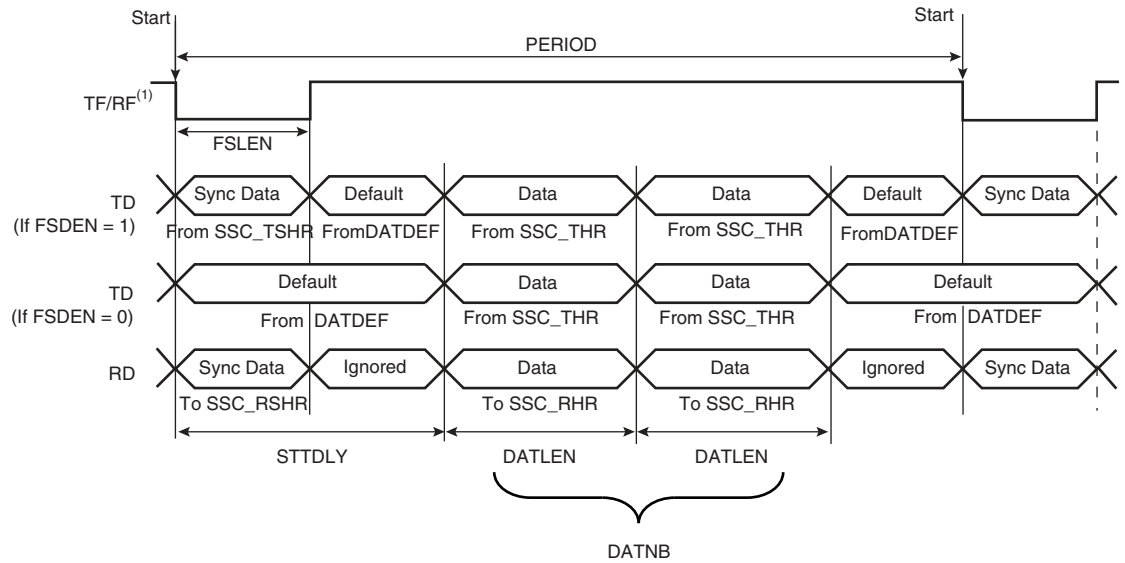 Start
Start
PERIOD
TF/RF(1)
FSLEN
TD
(If FSDEN = 1)
Sync Data
Default
Data
Data
Default
Sync Data
From SSC_TSHR
FromDATDEF
From SSC_THR
From SSC_THR
FromDATDEF
TD
(If FSDEN = 0)
Default
Data
Data
Default
From DATDEF
From SSC_THR
From SSC_THR
From DATDEF
RD
Sync Data
Ignored
Data
Data
Ignored
Sync Data
To SSC_RSHR
To SSC_RHR
To SSC_RHR
STTDLY
DATLEN
DATLEN
DATNB